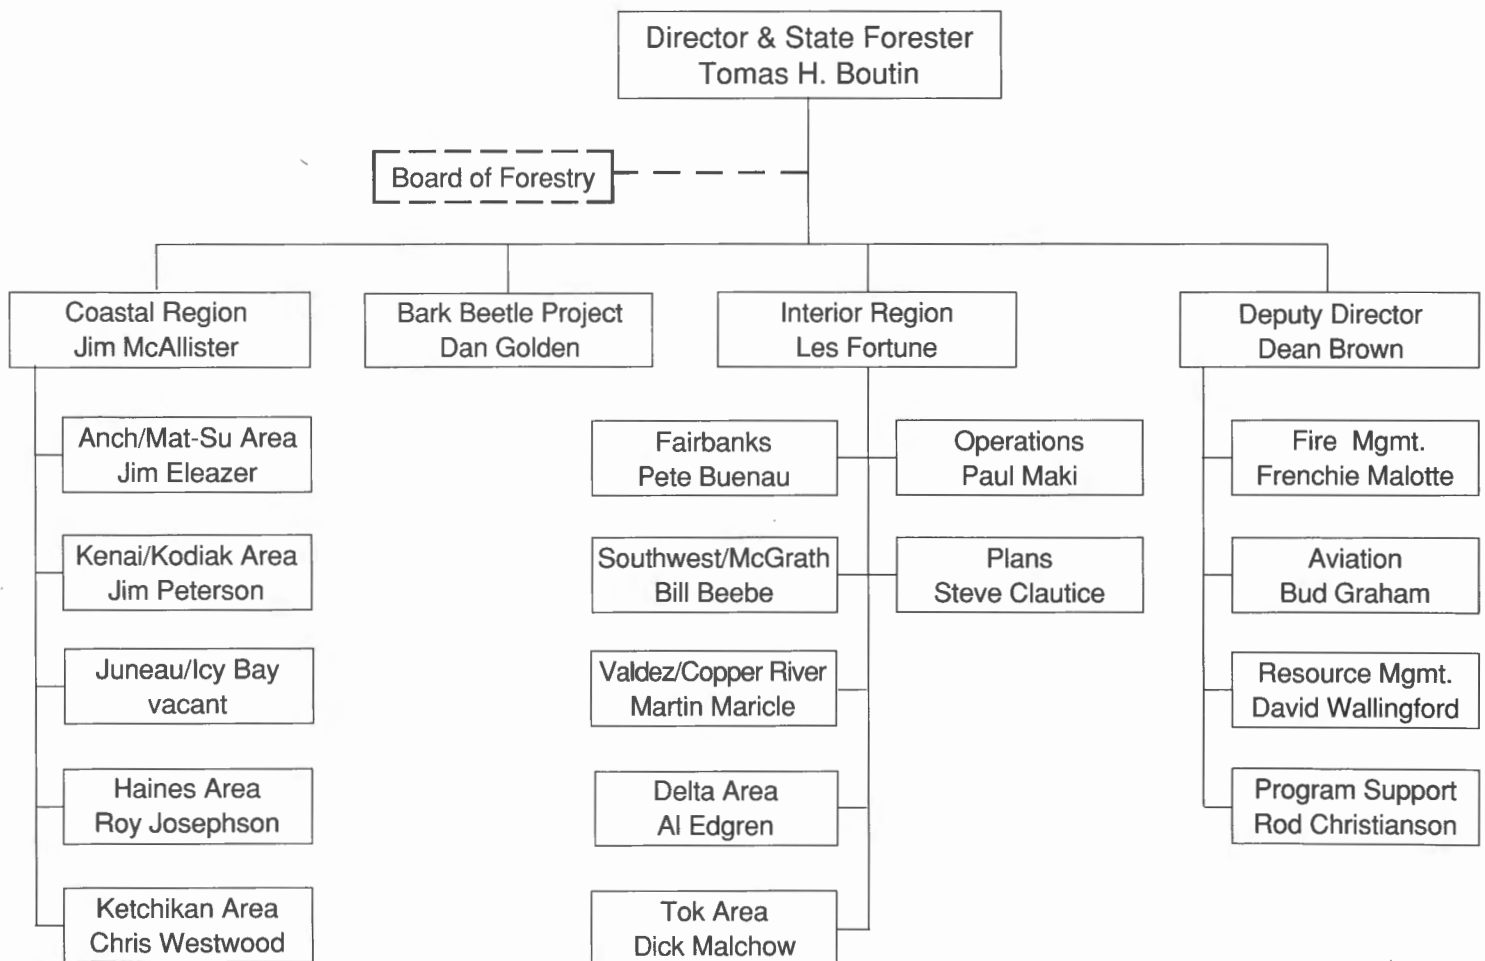 Director & State Forester
Tomas H. Boutin
Board of Forestry
Coastal Region
Jim McAllister
Bark Beetle Project
Dan Golden
Interior Region
Les Fortune
Deputy Director
Dean Brown
Anch/Mat-Su Area
Jim Eleazer
Kenai/Kodiak Area
Jim Peterson
Juneau/Icy Bay
vacant
Haines Area
Roy Josephson
Ketchikan Area
Chris Westwood
Fairbanks
Pete Buenau
Southwest/McGrath
Bill Beebe
Valdez/Copper River
Martin Maricle
Delta Area
Al Edgren
Tok Area
Dick Malchow
Operations
Paul Maki
Plans
Steve Clautice
Fire Mgmt.
Frenchie Malotte
Aviation
Bud Graham
Resource Mgmt.
David Wallingford
Program Support
Rod Christianson